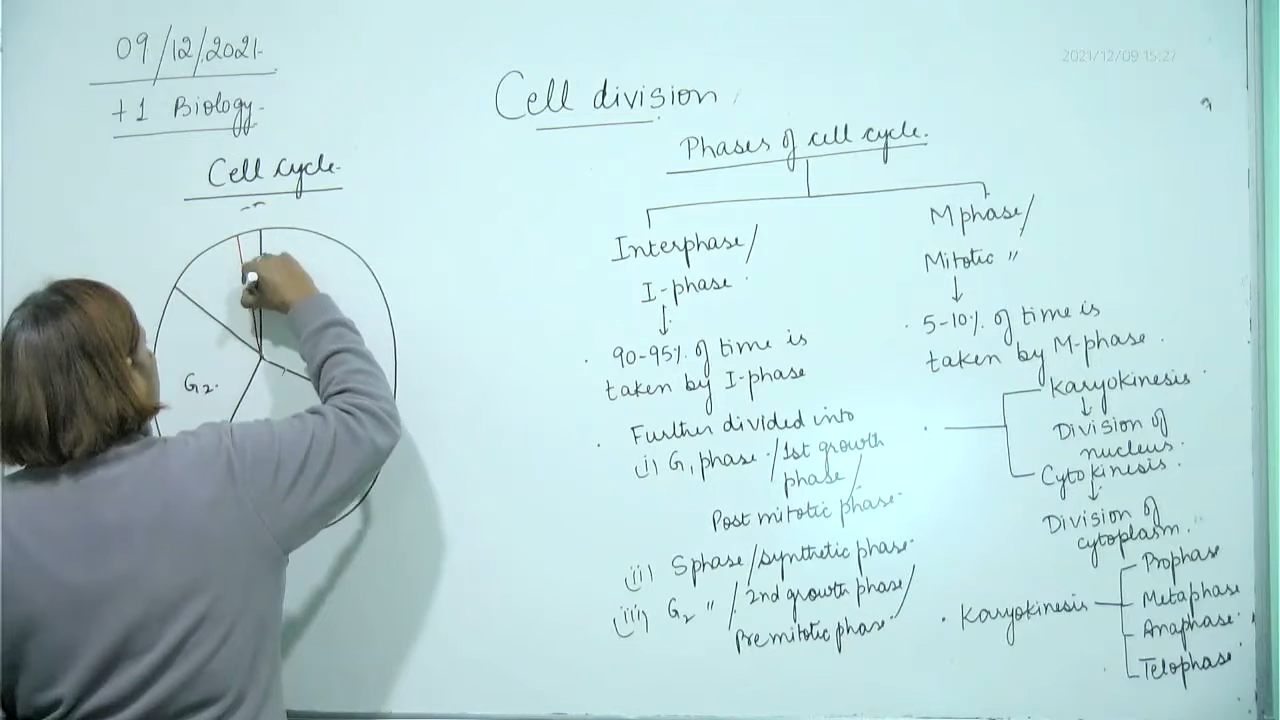 09/12/2021
+1 Biology.
Cell cycle.
G2.
2021/12/09 15:27
Cell division
Phases of cell cycle.
Interphase/
I-phase
90-95% of time is
taken by I-phase
Further divided into
(i) G1 phase / 1st growth
phase /
Post mitotic phase.
(ii) S phase / synthetic phase.
(iii) G2 " / 2nd growth phase/
Premitotic phase
M phase/
Mitotic "
5-10% of time is
taken by M-phase.
Karyokinesis
Division of
nucleus.
Cytokinesis.
Division of
cytoplasm.
Karyokinesis
Prophase
Metaphase
Anaphase
Telophase